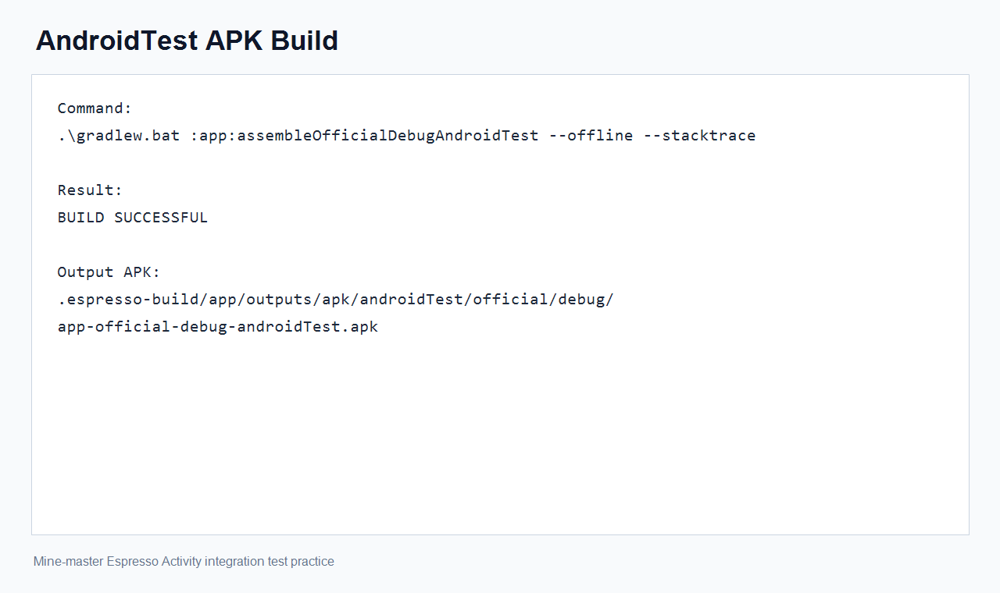 AndroidTest APK Build
Command:
.\gradlew.bat :app:assembleOfficialDebugAndroidTest --offline --stacktrace
Result:
BUILD SUCCESSFUL
Output APK:
.espresso-build/app/outputs/apk/androidTest/official/debug/
app-official-debug-androidTest.apk
Mine-master Espresso Activity integration test practice